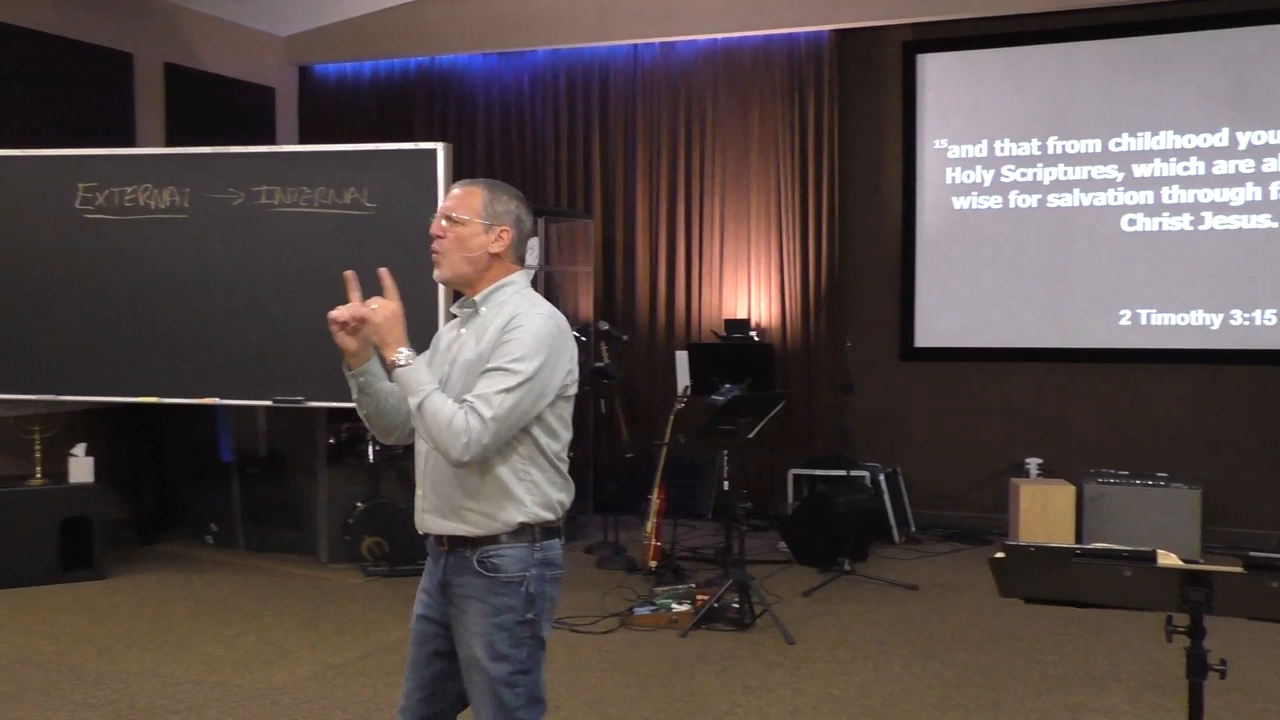 EXTERNAL → INTERNAL
15and that from childhood you
Holy Scriptures, which are
wise for salvation through
Christ Jesus.
2 Timothy 3:15